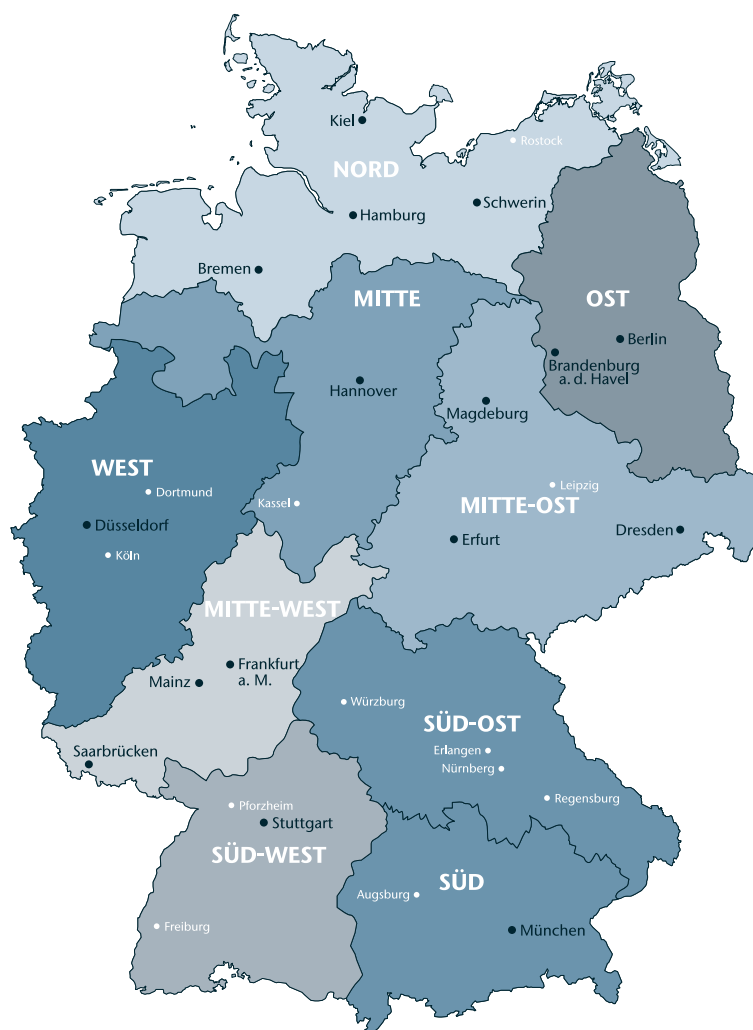 Kiel
Rostock
NORD
Schwerin
Hamburg
Bremen
MITTE
OST
Berlin
Brandenburg
a. d. Havel
Hannover
Magdeburg
WEST
Dortmund
Leipzig
Kassel
MITTE-OST
Düsseldorf
Dresden
Erfurt
Köln
MITTE-WEST
Frankfurt
a. M.
Mainz
Würzburg
SÜD-OST
Erlangen
Saarbrücken
Nürnberg
Regensburg
Pforzheim
Stuttgart
SÜD-WEST
SÜD
Augsburg
Freiburg
München